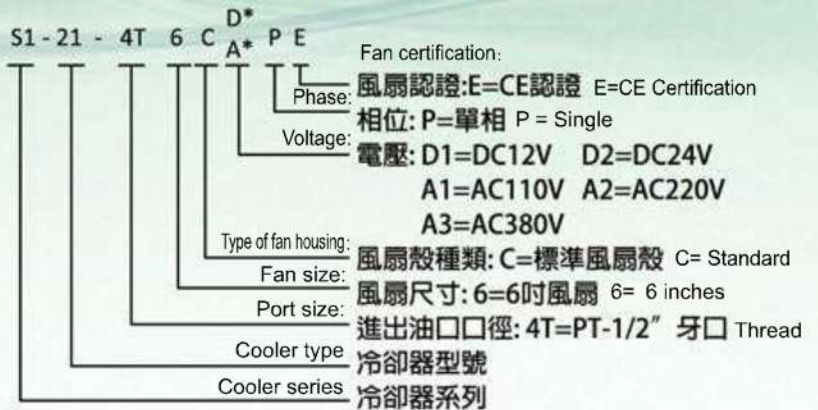 S1-21 - 4T 6 C D* A* P E
Fan certification:
風扇認證:E=CE認證 E=CE Certification
Phase:
相位: P=單相 P = Single
Voltage:
電壓: D1=DC12V D2=DC24V
A1=AC110V A2=AC220V
A3=AC380V
Type of fan housing:
風扇殼種類: C=標準風扇殼 C= Standard
Fan size:
風扇尺寸: 6=6吋風扇 6= 6 inches
Port size:
進出油口口徑: 4T=PT-1/2" 牙口 Thread
Cooler type
冷卻器型號
Cooler series
冷卻器系列